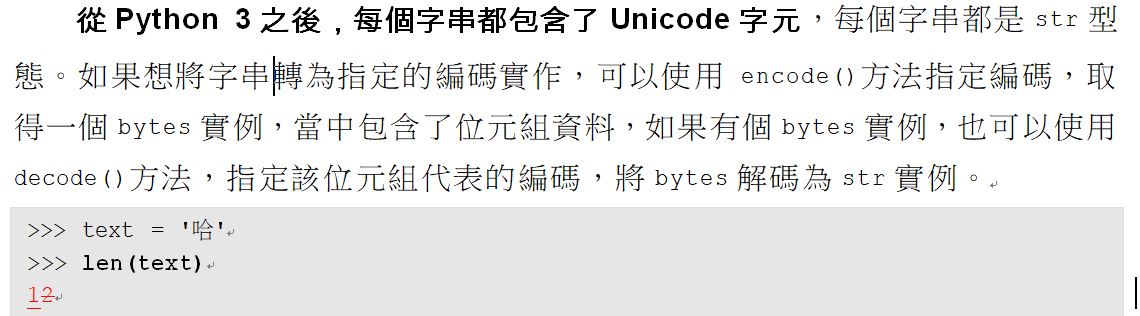 從 Python 3 之後，每個字串都包含了 Unicode 字元，每個字串都是 str 型
態。如果想將字串轉為指定的編碼實作，可以使用 encode()方法指定編碼，取
得一個 bytes 實例，當中包含了位元組資料，如果有個 bytes 實例，也可以使用
decode()方法，指定該位元組代表的編碼，將 bytes 解碼為 str 實例。
>>> text = '哈'
>>> len(text)
12